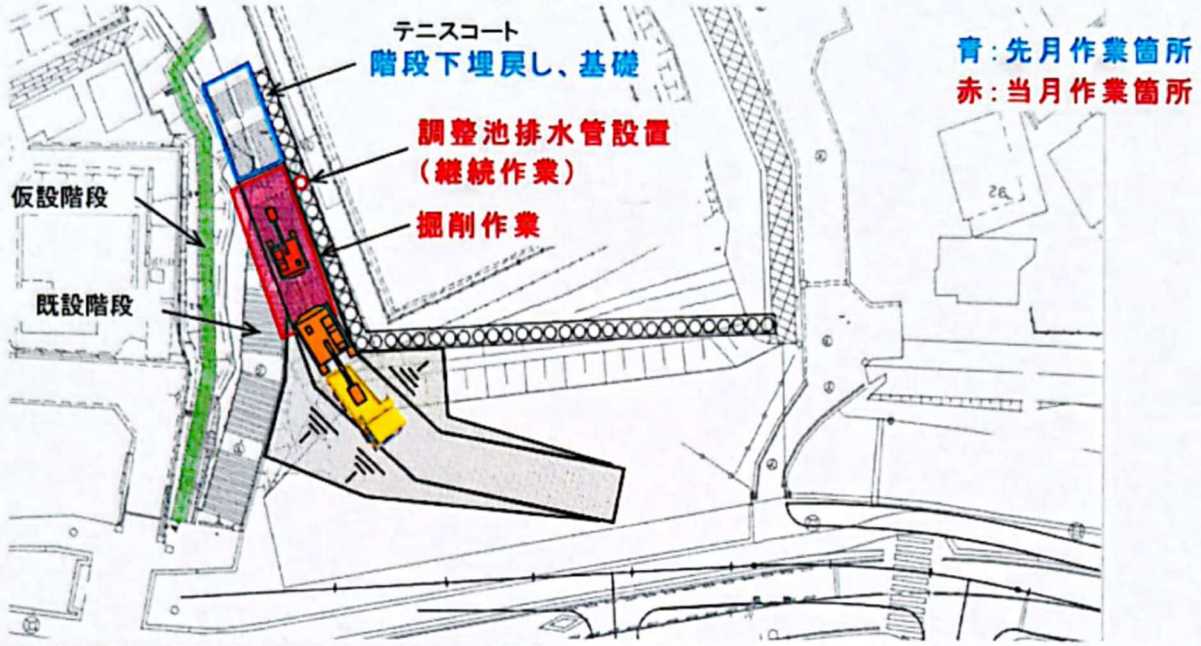 テニスコート
階段下埋戻し、基礎
青:先月作業箇所
赤:当月作業箇所
調整池排水管設置
(継続作業)
掘削作業
仮設階段
既設階段
26